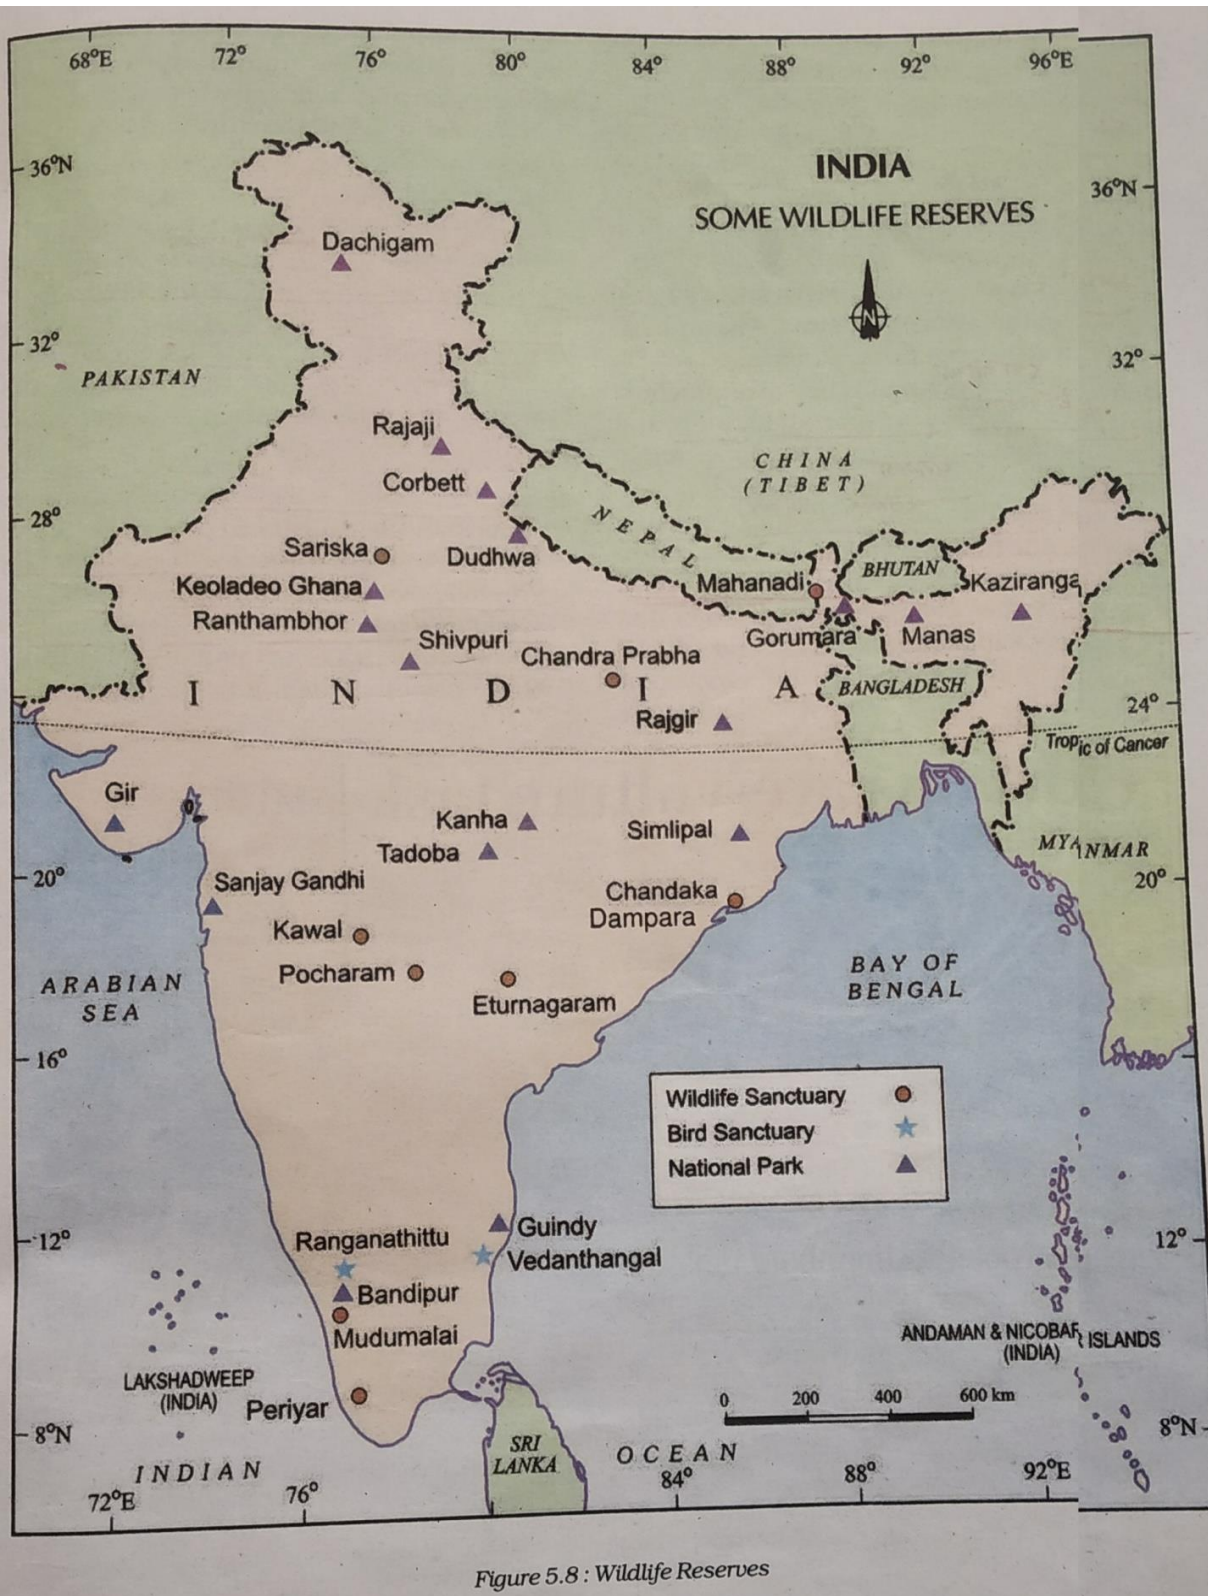 68°E 72° 76° 80° 84° 88° 92° 96°E
36°N
INDIA
36°N
SOME WILDLIFE RESERVES
Dachigam
N
32°
32°
PAKISTAN
Rajaji
CHINA
(TIBET)
Corbett
28°
NEPAL
Sariska
Dudhwa
BHUTAN
Mahanadi
Kaziranga
Keoladeo Ghana
Ranthambhor
Gorumara
Manas
Shivpuri
Chandra Prabha
INDIA
BANGLADESH
24°
Rajgir
Tropic of Cancer
Gir
Kanha
Simlipal
Tadoba
MYANMAR
20°
20°
Sanjay Gandhi
Chandaka
Dampara
Kawal
Pocharam
ARABIAN
SEA
BAY OF
BENGAL
Eturnagaram
16°
Wildlife Sanctuary
Bird Sanctuary
National Park
Guindy
Ranganathittu
12°
12°
Vedanthangal
Bandipur
Mudumalai
ANDAMAN & NICOBAR ISLANDS
(INDIA)
LAKSHADWEEP
(INDIA)
Periyar
0 200 400 600 km
8°N
8°N
SRI
LANKA
INDIAN OCEAN
72°E 76° 84° 88° 92°E
Figure 5.8 : Wildlife Reserves